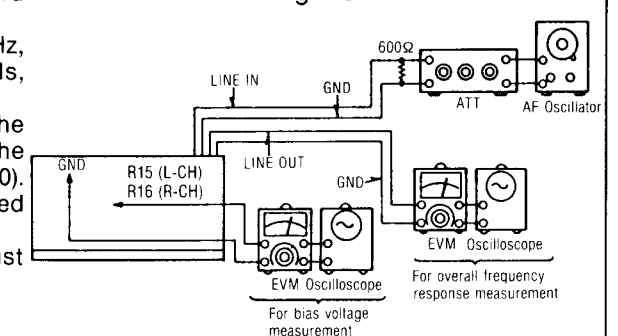 Hz,
ls,
he
he
0).
ed
ust
600Ω
LINE IN
GND
ATT
AF Oscillator
GND
R15 (L-CH)
R16 (R-CH)
LINE OUT
GND
EVM Oscilloscope
For overall frequency
response measurement
EVM Oscilloscope
For bias voltage
measurement